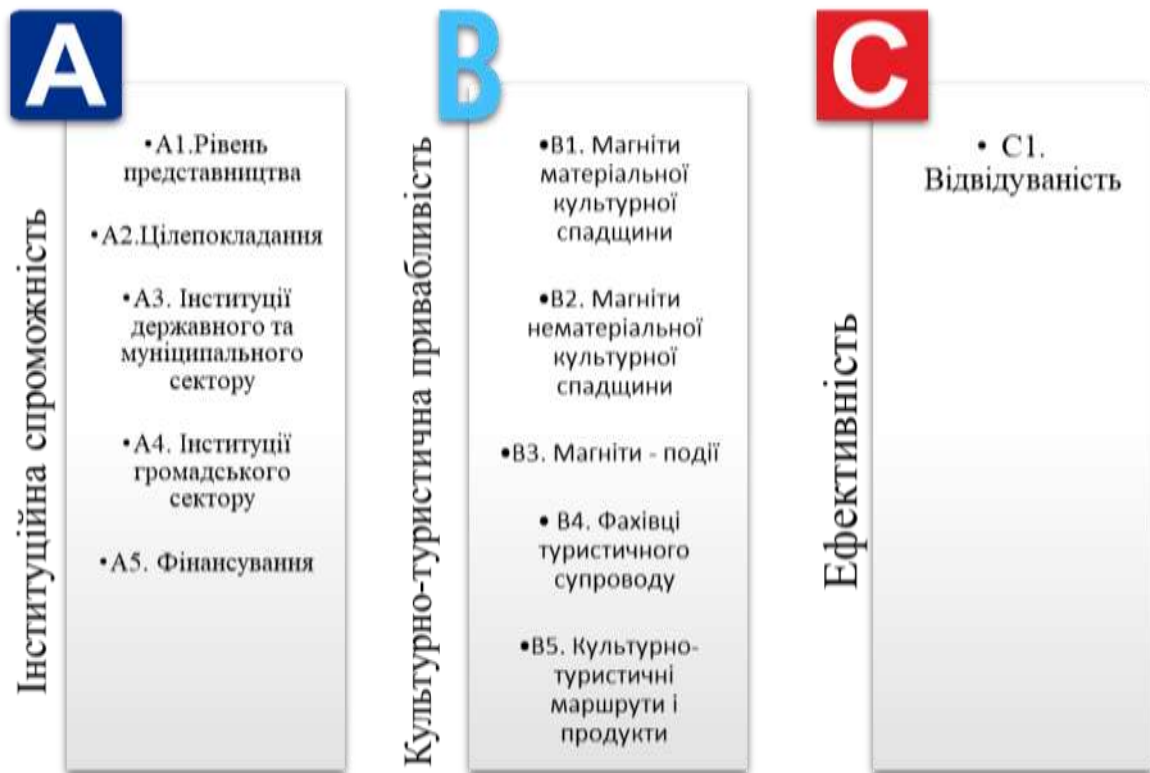 A
Інституційна спроможність
•А1.Рівень
представництва
•А2.Цілепокладання
•А3. Інституції
державного та
муніципального
сектору
•А4. Інституції
громадського
сектору
•А5. Фінансування
B
Культурно-туристична привабливість
•В1. Магніти
матеріальної
культурної
спадщини
•В2. Магніти
нематеріальної
культурної
спадщини
•В3. Магніти - події
• В4. Фахівці
туристичного
супроводу
•В5. Культурно-
туристичні
маршрути і
продукти
C
Ефективність
• С1.
Відвідуваність